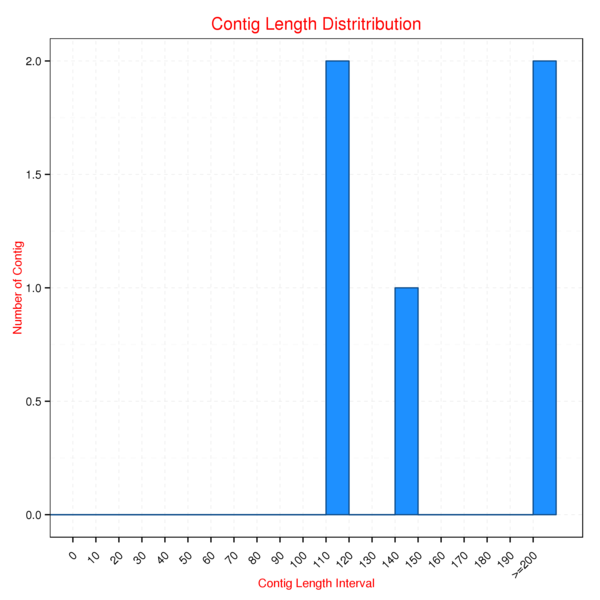 Contig Length Distritribution
Number of Contig
2.0
1.5
1.0
0.5
0.0
0 10 20 30 40 50 60 70 80 90 100 110 120 130 140 150 160 170 180 190 >=200
Contig Length Interval